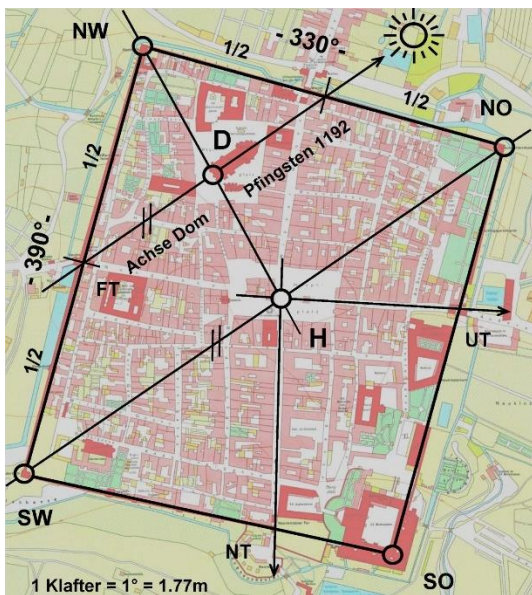 NW
- 330°-
1/2
1/2
NO
D
Pfingsten 1192
1/2
Achse Dom
- 390°-
FT
H
UT
1/2
SW
NT
SO
1 Klafter = 1° = 1.77m